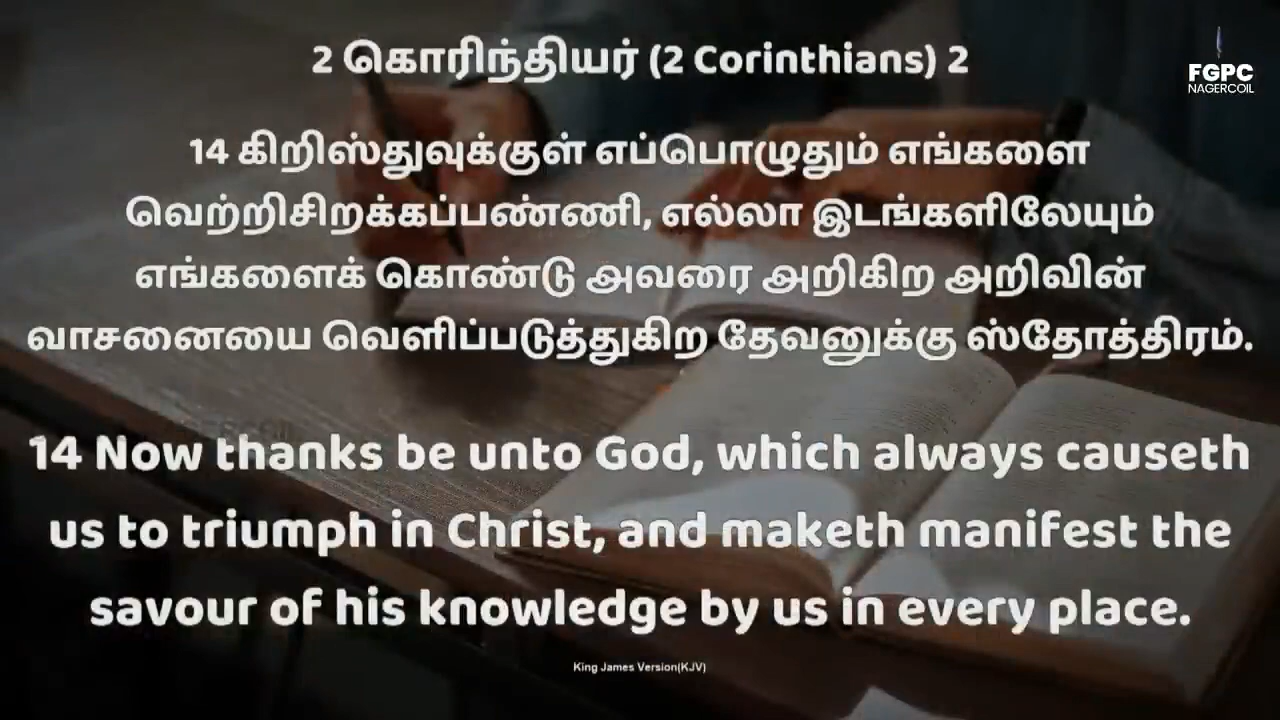 2 கொரிந்தியர் (2 Corinthians) 2
FGPC
NAGERCOIL
14 கிறிஸ்துவுக்குள் எப்பொழுதும் எங்களை
வெற்றிசிறக்கப்பண்ணி, எல்லா இடங்களிலேயும்
எங்களைக் கொண்டு அவரை அறிகிற அறிவின்
வாசனையை வெளிப்படுத்துகிற தேவனுக்கு ஸ்தோத்திரம்.
14 Now thanks be unto God, which always causeth
us to triumph in Christ, and maketh manifest the
savour of his knowledge by us in every place.
King James Version(KJV)